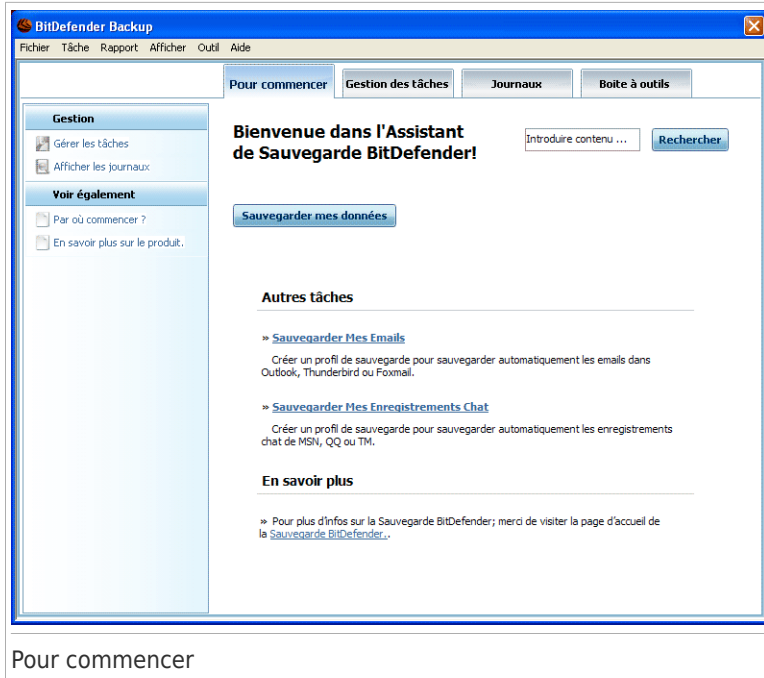 BitDefender Backup
Fichier Tâche Rapport Afficher Outil Aide
Pour commencer Gestion des tâches Journaux Boite à outils
Gestion
Gérer les tâches
Afficher les journaux
Voir également
Par où commencer ?
En savoir plus sur le produit.
Bienvenue dans l'Assistant
de Sauvegarde BitDefender!
Introduire contenu ... Rechercher
Sauvegarder mes données
Autres tâches
» Sauvegarder Mes Emails
Créer un profil de sauvegarde pour sauvegarder automatiquement les emails dans
Outlook, Thunderbird ou Foxmail.
» Sauvegarder Mes Enregistrements Chat
Créer un profil de sauvegarde pour sauvegarder automatiquement les enregistrements
chat de MSN, QQ ou TM.
En savoir plus
» Pour plus d'infos sur la Sauvegarde BitDefender; merci de visiter la page d'accueil de
la Sauvegarde BitDefender..
Pour commencer